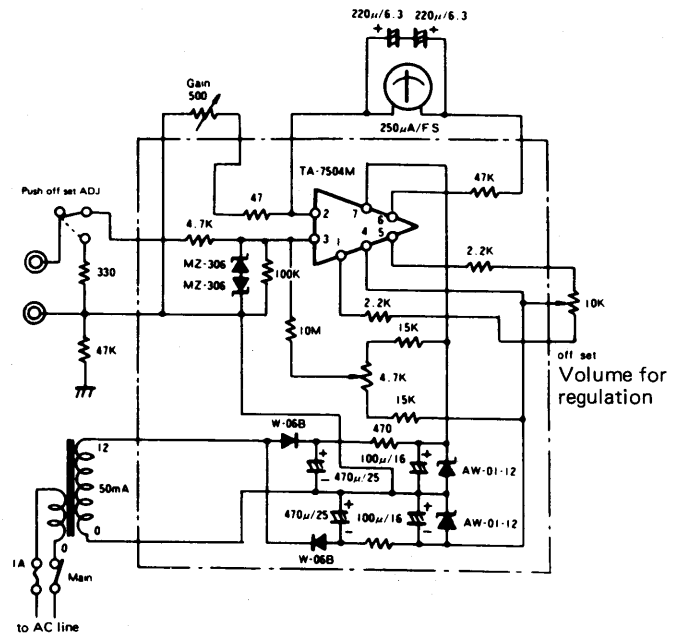 220μ/6.3 220μ/6.3
+ +
250μA/FS
Gain
500
TA-7504M
Push off set ADJ
47
2
7
6
47K
4.7K
3
1
4
5
MZ-306
MZ-306
100K
330
2.2K
2.2K
10K
10M
15K
off set
47K
4.7K
Volume for
regulation
15K
W-06B
470
12
100μ/16
+
+
- 470μ/25
AW-01-12
50mA
470μ/25
+
100μ/16
+
-
-
AW-01-12
0
W-06B
0
1A
Main
to AC line